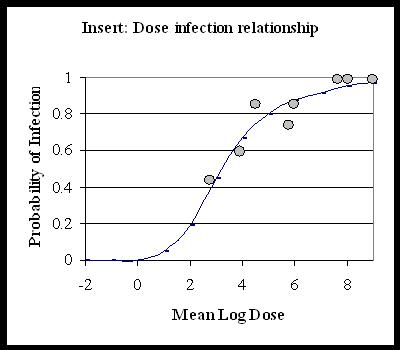 Insert: Dose infection relationship
Probability of Infection
1
0.8
0.6
0.4
0.2
0
-2 0 2 4 6 8
Mean Log Dose